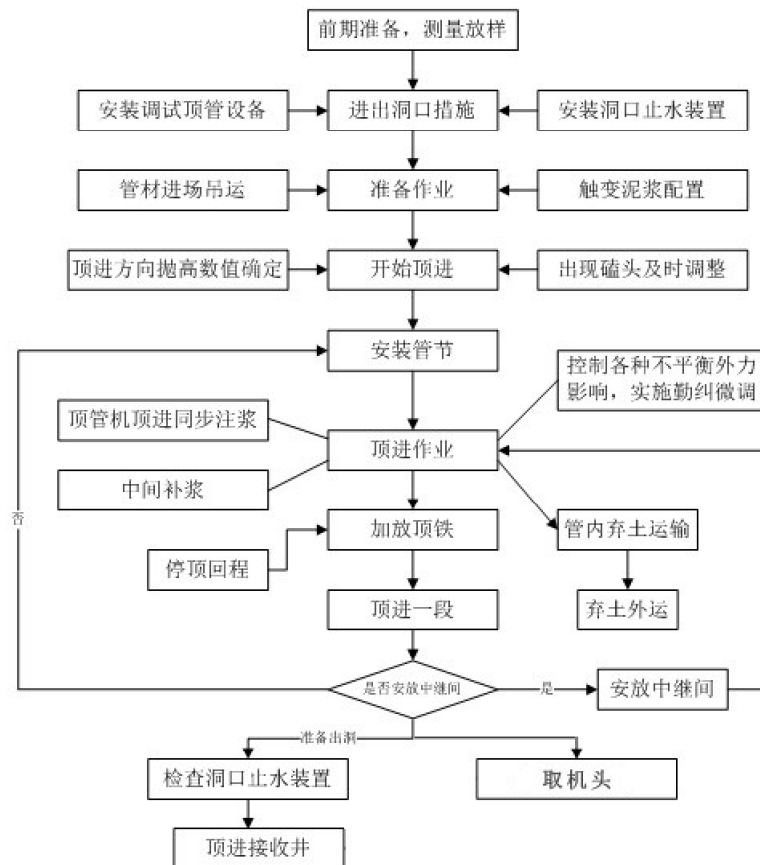 前期准备，测量放样
安装调试顶管设备
进出洞口措施
安装洞口止水装置
管材进场吊运
准备作业
触变泥浆配置
顶进方向抛高数值确定
开始顶进
出现磕头及时调整
安装管节
控制各种不平衡外力
影响，实施勤纠微调
顶管机顶进同步注浆
顶进作业
中间补浆
否
加放顶铁
管内弃土运输
停顶回程
顶进一段
弃土外运
是否安放中继间
是
安放中继间
准备出洞
检查洞口止水装置
取机头
顶进接收井